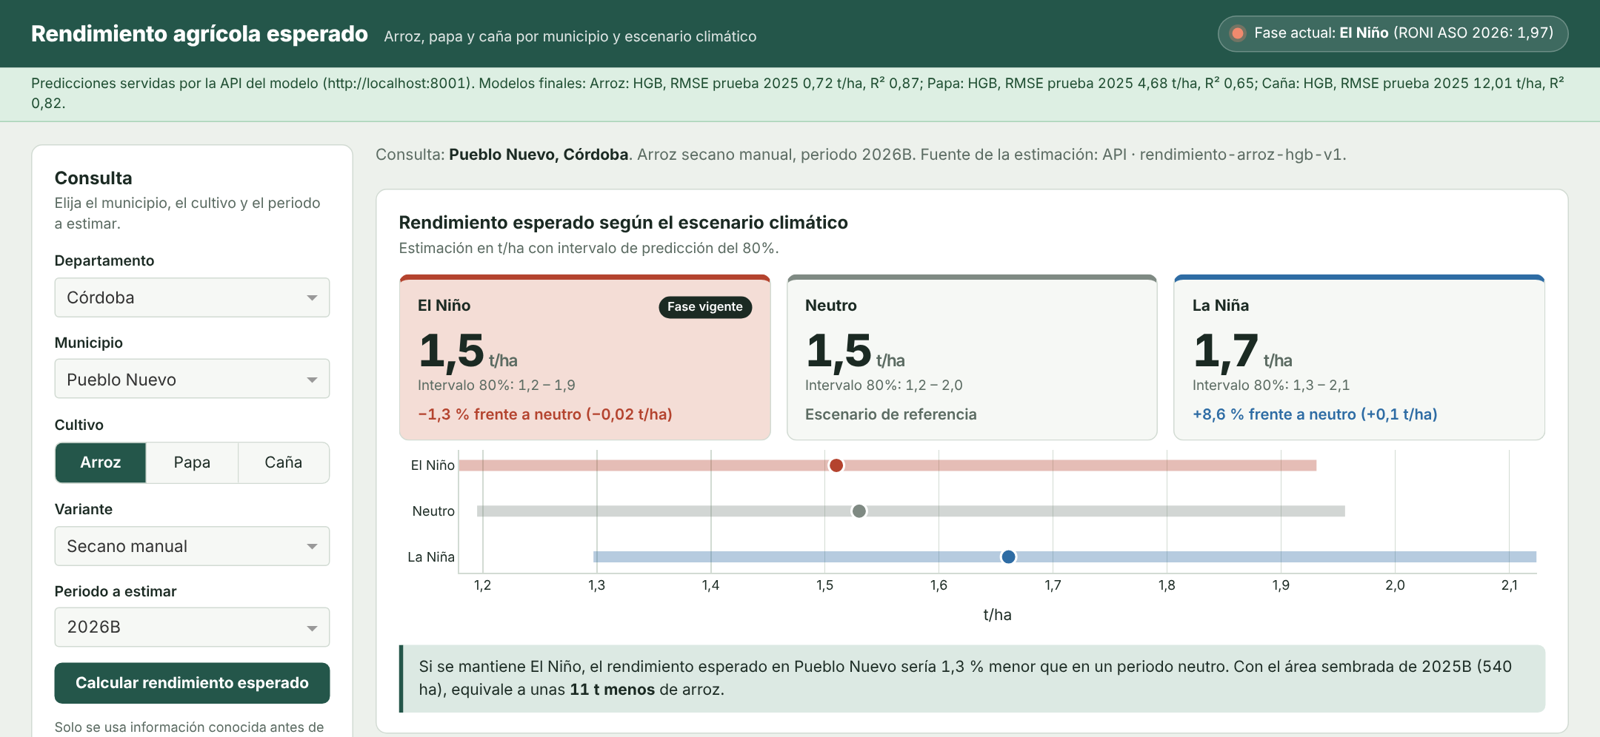 Rendimiento agrícola esperado
Arroz, papa y caña por municipio y escenario climático
Fase actual: El Niño (RONI ASO 2026: 1,97)
Predicciones servidas por la API del modelo (http://localhost:8001). Modelos finales: Arroz: HGB, RMSE prueba 2025 0,72 t/ha, R² 0,87; Papa: HGB, RMSE prueba 2025 4,68 t/ha, R² 0,65; Caña: HGB, RMSE prueba 2025 12,01 t/ha, R²
0,82.
Consulta
Elija el municipio, el cultivo y el periodo
a estimar.
Departamento
Córdoba
Municipio
Pueblo Nuevo
Cultivo
Arroz Papa Caña
Variante
Secano manual
Periodo a estimar
2026B
Calcular rendimiento esperado
Solo se usa información conocida antes de
Consulta: Pueblo Nuevo, Córdoba. Arroz secano manual, periodo 2026B. Fuente de la estimación: API · rendimiento-arroz-hgb-v1.
Rendimiento esperado según el escenario climático
Estimación en t/ha con intervalo de predicción del 80%.
El Niño
Fase vigente
1,5 t/ha
Intervalo 80%: 1,2 – 1,9
−1,3 % frente a neutro (−0,02 t/ha)
Neutro
1,5 t/ha
Intervalo 80%: 1,2 – 2,0
Escenario de referencia
La Niña
1,7 t/ha
Intervalo 80%: 1,3 – 2,1
+8,6 % frente a neutro (+0,1 t/ha)
El Niño
Neutro
La Niña
1,2 1,3 1,4 1,5 1,6 1,7 1,8 1,9 2,0 2,1
t/ha
Si se mantiene El Niño, el rendimiento esperado en Pueblo Nuevo sería 1,3 % menor que en un periodo neutro. Con el área sembrada de 2025B (540
ha), equivale a unas 11 t menos de arroz.